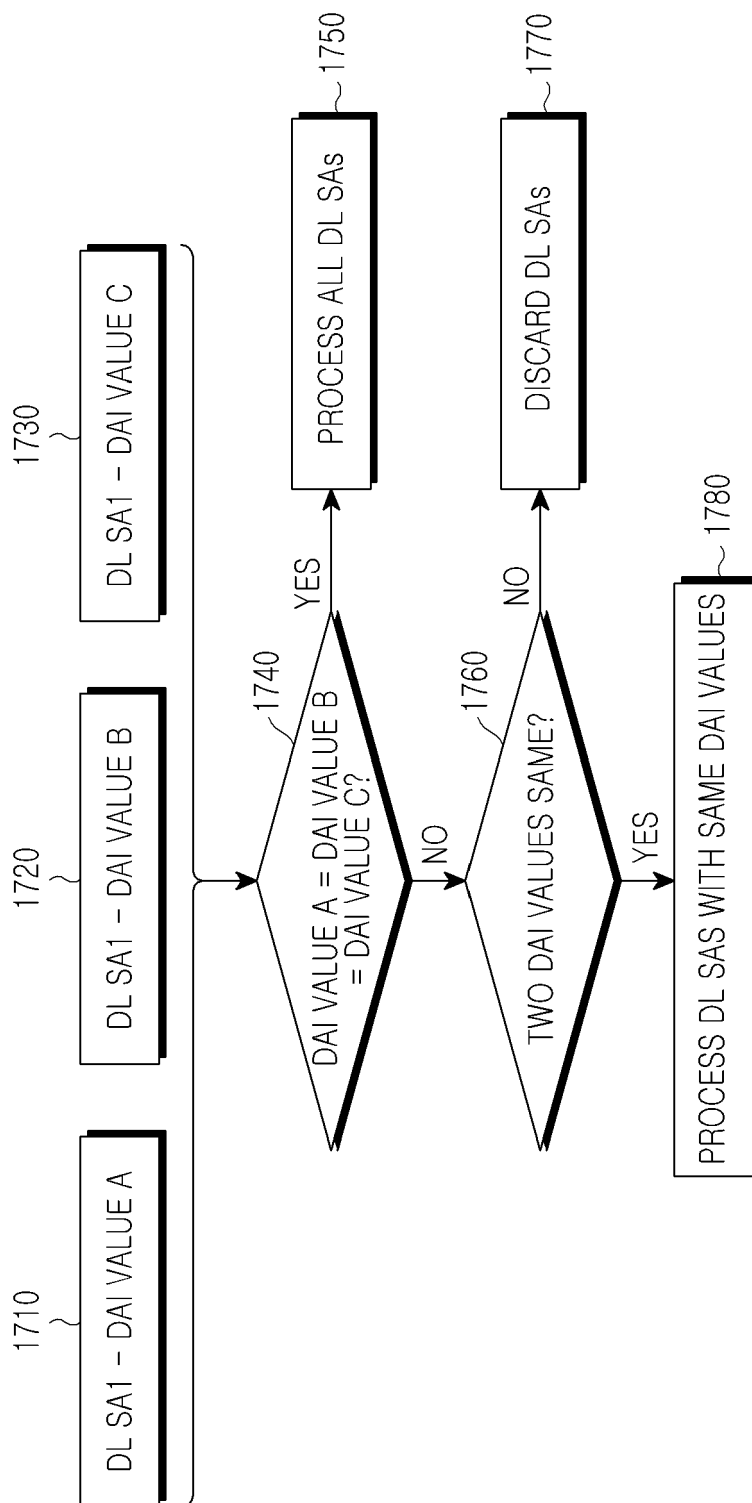 1710
DL SA1 – DAI VALUE A
1720
DL SA1 – DAI VALUE B
1730
DL SA1 – DAI VALUE C
1740
DAI VALUE A = DAI VALUE B
= DAI VALUE C?
YES
1750
PROCESS ALL DL SAs
NO
1760
TWO DAI VALUES SAME?
NO
1770
DISCARD DL SAs
YES
1780
PROCESS DL SAS WITH SAME DAI VALUES